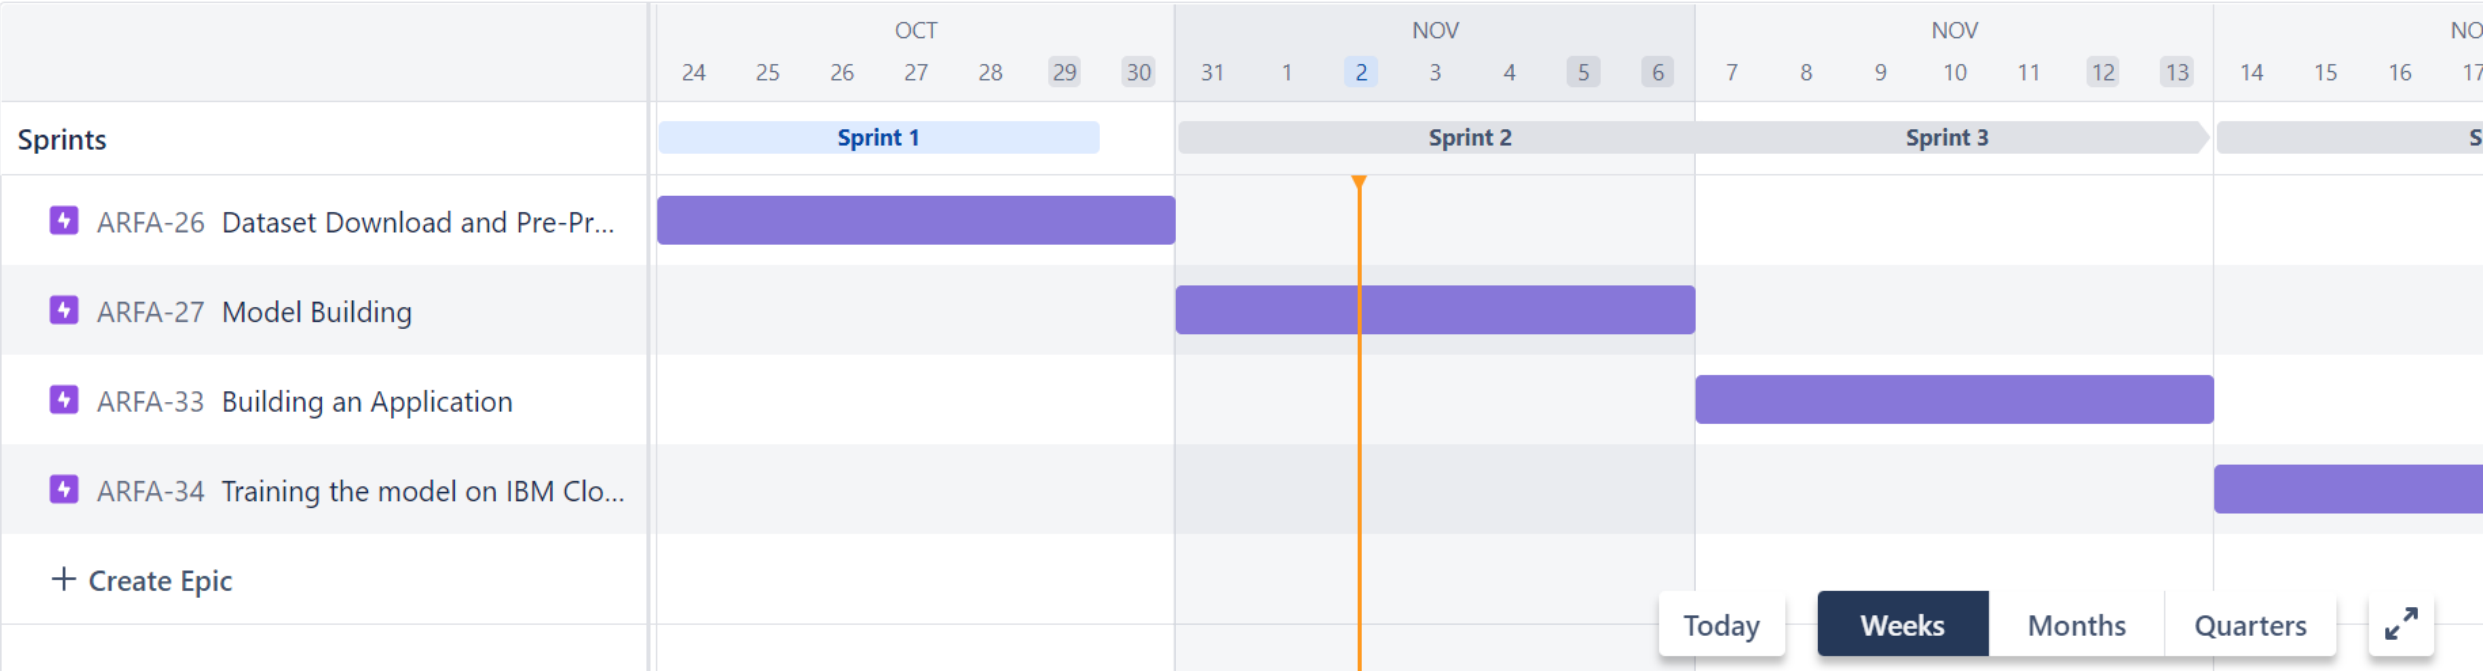 OCT NOV NOV NO
24 25 26 27 28 29 30 31 1 2 3 4 5 6 7 8 9 10 11 12 13 14 15 16 17
Sprints Sprint 1 Sprint 2 Sprint 3 S
ARFA-26 Dataset Download and Pre-Pr...
ARFA-27 Model Building
ARFA-33 Building an Application
ARFA-34 Training the model on IBM Clo...
+ Create Epic
Today Weeks Months Quarters